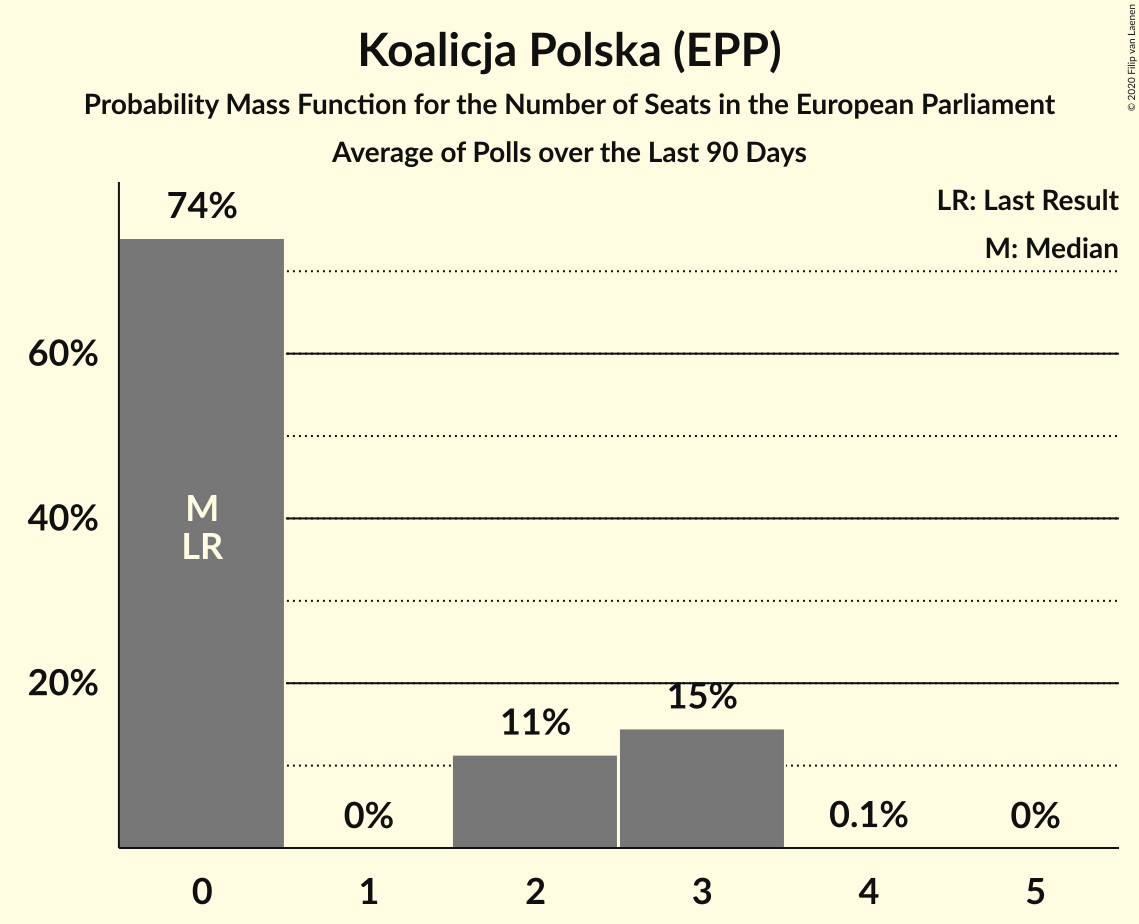 Koalicja Polska (EPP)
Probability Mass Function for the Number of Seats in the European Parliament
Average of Polls over the Last 90 Days
© 2020 Filip van Laenen
LR: Last Result
M: Median
74%
60%
40%
20%
M
LR
0%
11%
15%
0.1%
0%
0 1 2 3 4 5